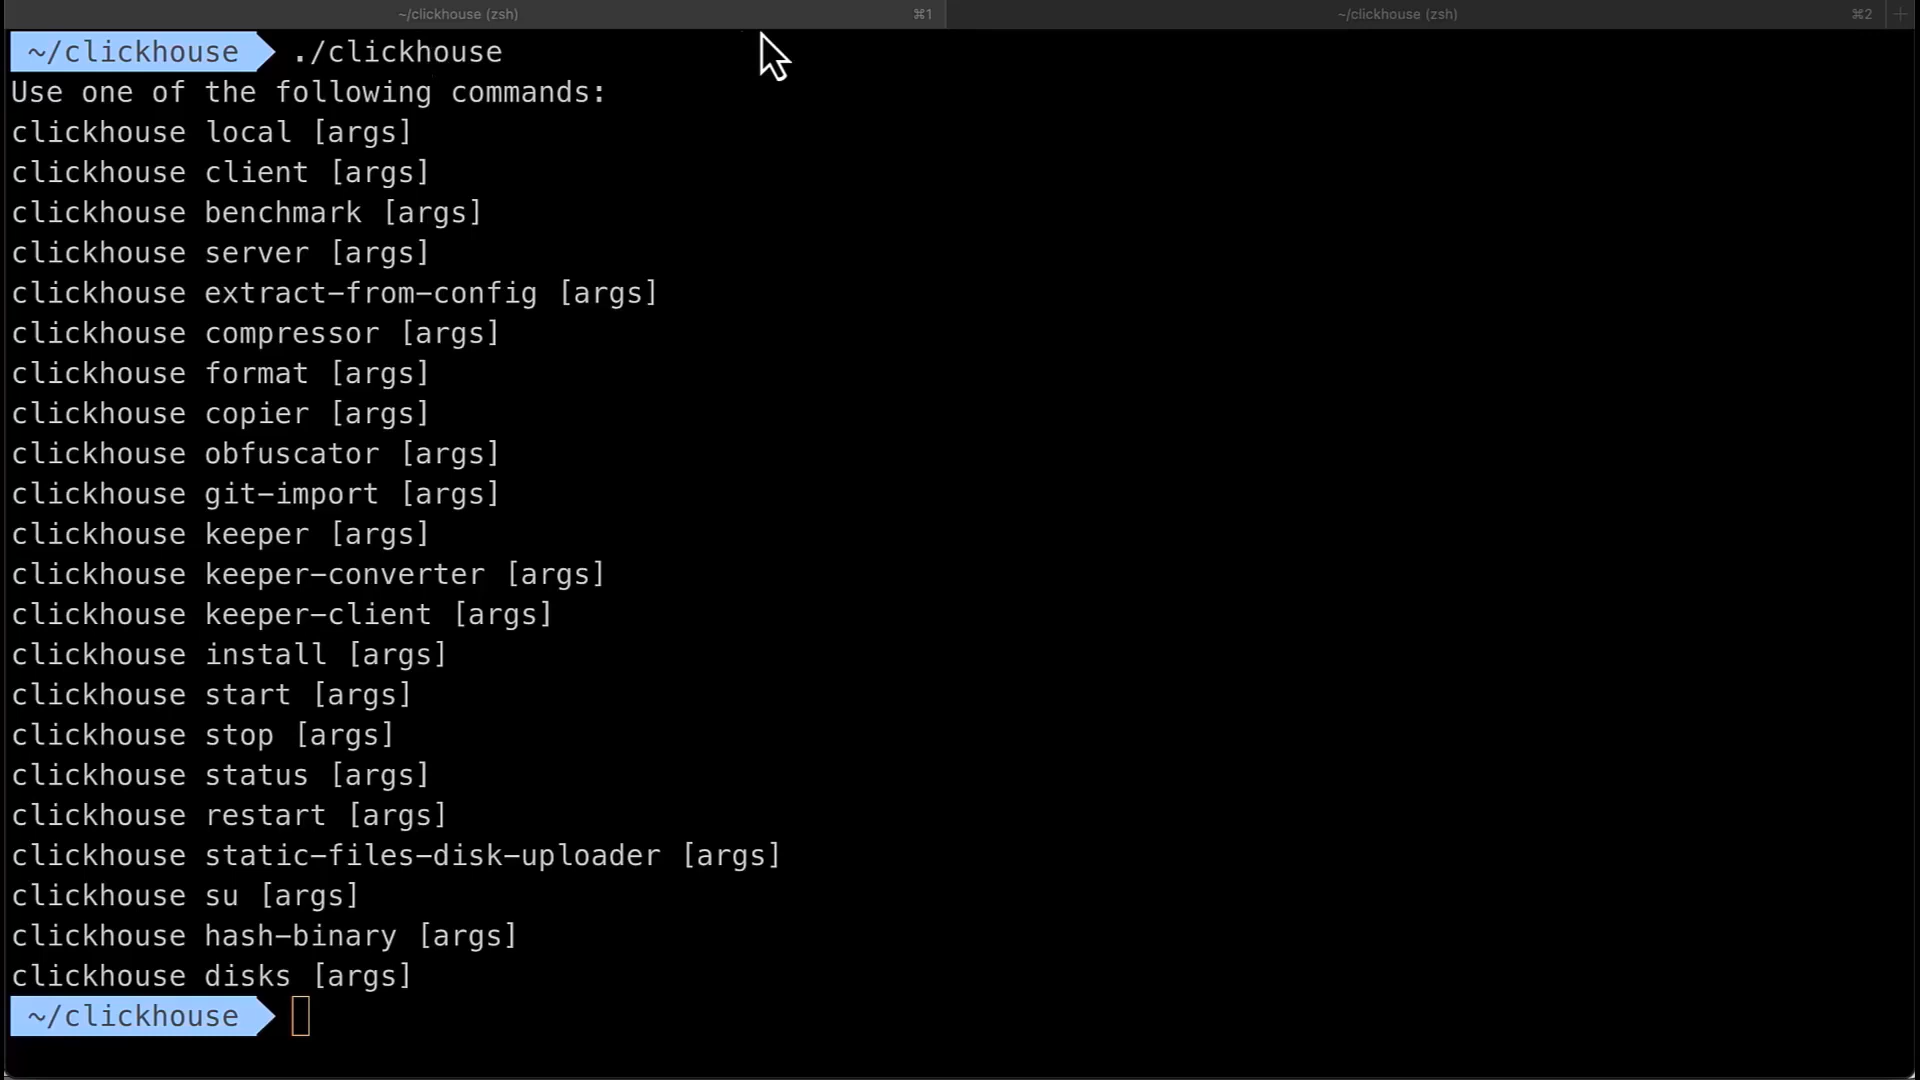 ~/clickhouse (zsh) ⌘1 ~/clickhouse (zsh) ⌘2 +
~/clickhouse ./clickhouse
Use one of the following commands:
clickhouse local [args]
clickhouse client [args]
clickhouse benchmark [args]
clickhouse server [args]
clickhouse extract-from-config [args]
clickhouse compressor [args]
clickhouse format [args]
clickhouse copier [args]
clickhouse obfuscator [args]
clickhouse git-import [args]
clickhouse keeper [args]
clickhouse keeper-converter [args]
clickhouse keeper-client [args]
clickhouse install [args]
clickhouse start [args]
clickhouse stop [args]
clickhouse status [args]
clickhouse restart [args]
clickhouse static-files-disk-uploader [args]
clickhouse su [args]
clickhouse hash-binary [args]
clickhouse disks [args]
~/clickhouse